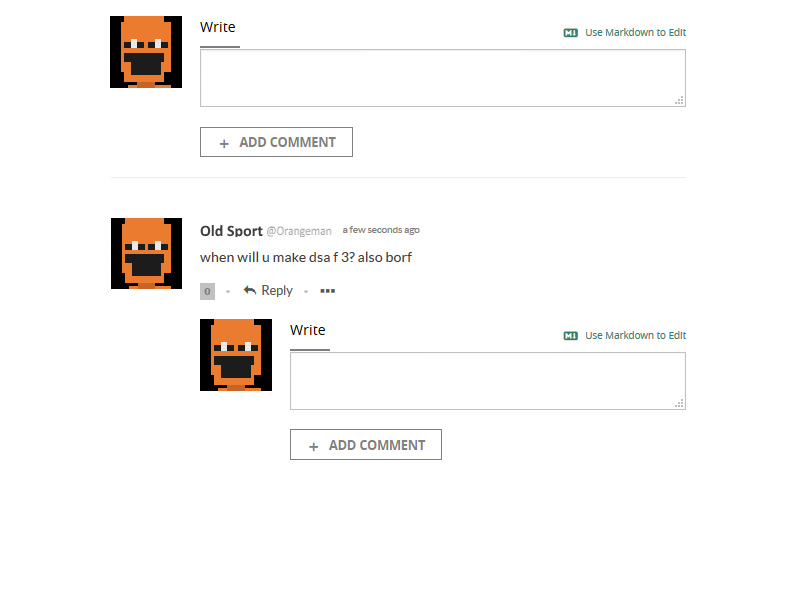 Write
Use Markdown to Edit
+ ADD COMMENT
Old Sport @Orangeman a few seconds ago
when will u make dsa f 3? also borf
0 • Reply • •••
Write
Use Markdown to Edit
+ ADD COMMENT